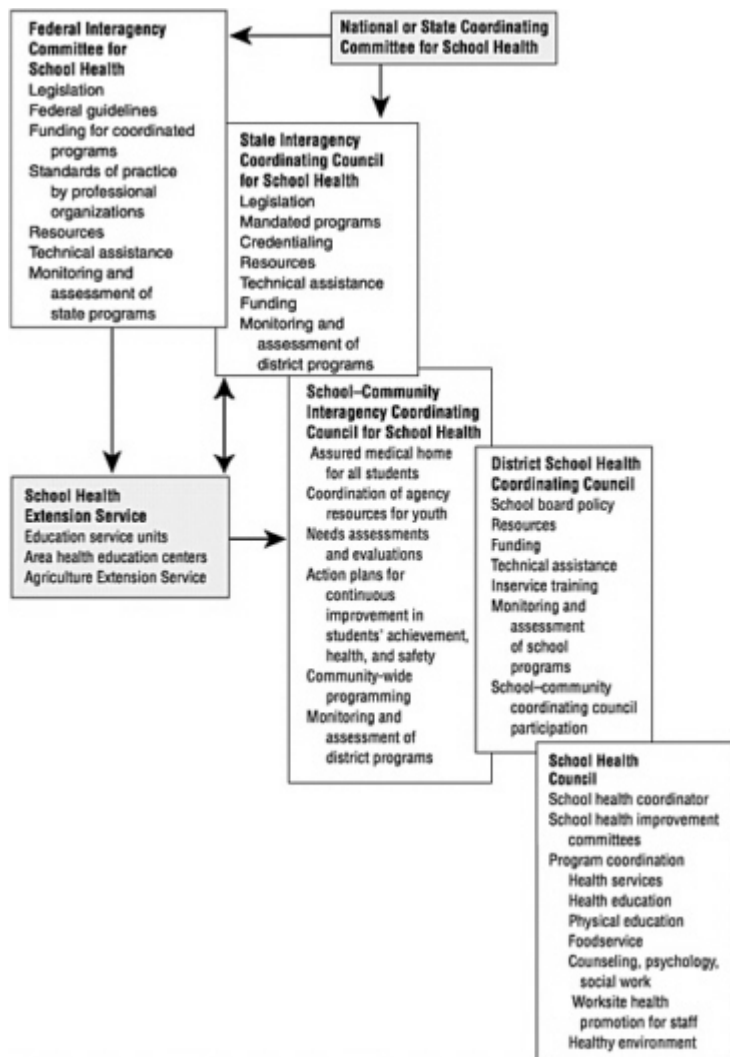 Federal Interagency
Committee for
School Health
Legislation
Federal guidelines
Funding for coordinated
programs
Standards of practice
by professional
organizations
Resources
Technical assistance
Monitoring and
assessment of
state programs
National or State Coordinating
Committee for School Health
State Interagency
Coordinating Council
for School Health
Legislation
Mandated programs
Credentialing
Resources
Technical assistance
Funding
Monitoring and
assessment of
district programs
School Health
Extension Service
Education service units
Area health education centers
Agriculture Extension Service
School–Community
Interagency Coordinating
Council for School Health
Assured medical home
for all students
Coordination of agency
resources for youth
Needs assessments
and evaluations
Action plans for
continuous
improvement in
students' achievement,
health, and safety
Community-wide
programming
Monitoring and
assessment of
district programs
District School Health
Coordinating Council
School board policy
Resources
Funding
Technical assistance
Inservice training
Monitoring and
assessment
of school
programs
School–community
coordinating council
participation
School Health
Council
School health coordinator
School health improvement
committees
Program coordination
Health services
Health education
Physical education
Foodservice
Counseling, psychology,
social work
Worksite health
promotion for staff
Healthy environment